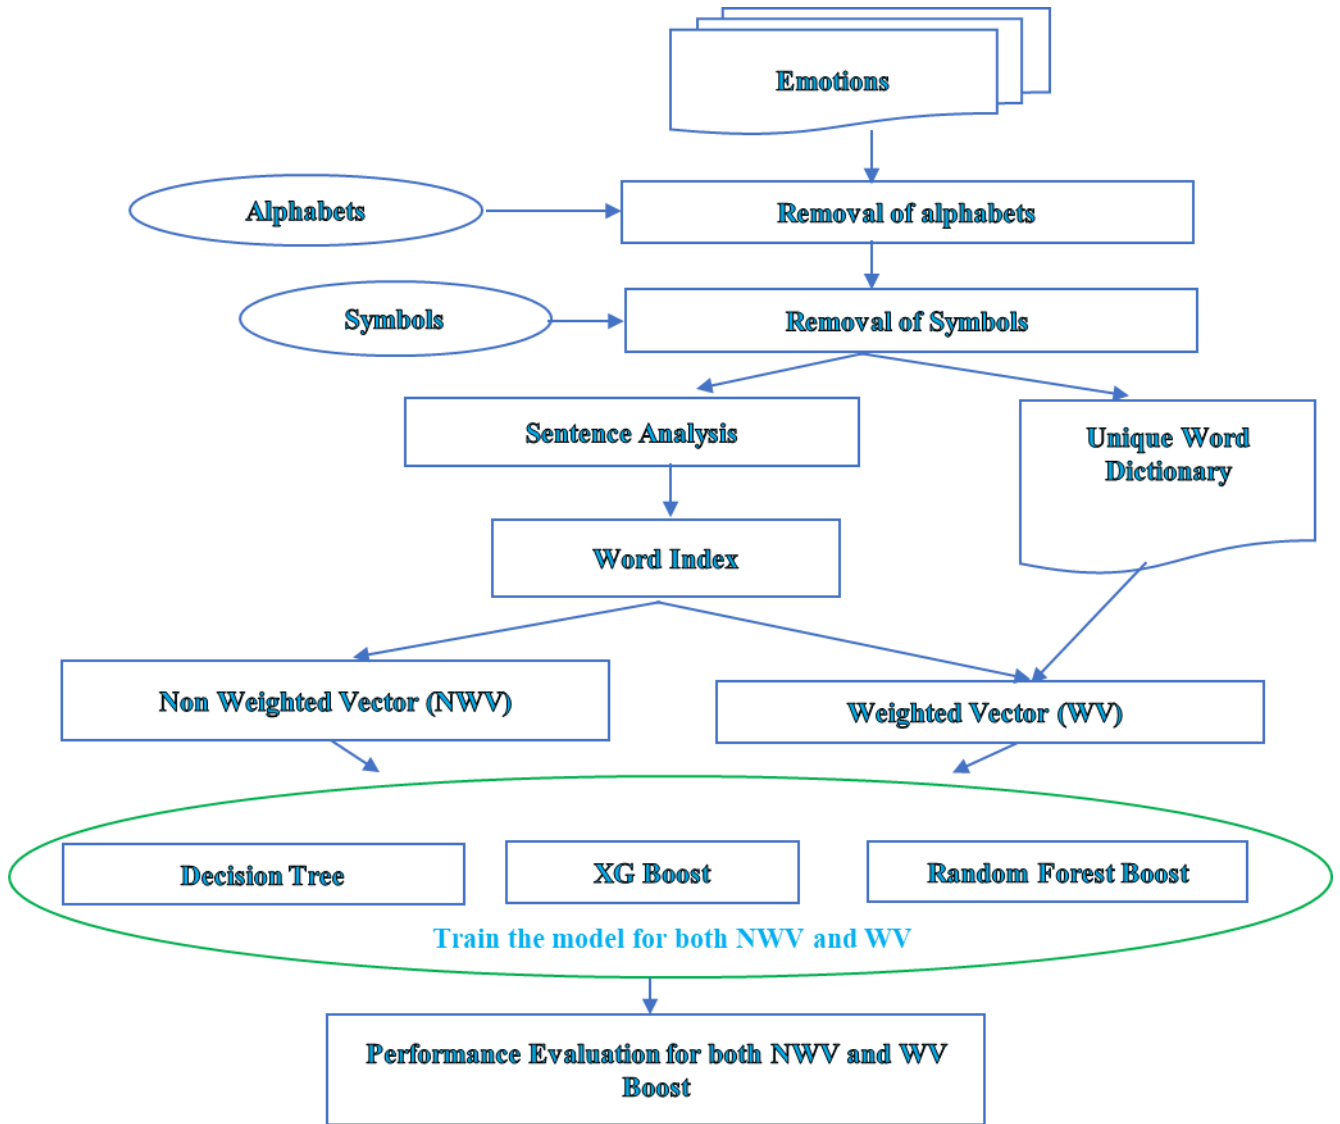 Emotions
Alphabets
Removal of alphabets
Symbols
Removal of Symbols
Sentence Analysis
Unique Word
Dictionary
Word Index
Non Weighted Vector (NWV)
Weighted Vector (WV)
Decision Tree
XG Boost
Random Forest Boost
Train the model for both NWV and WV
Performance Evaluation for both NWV and WV
Boost